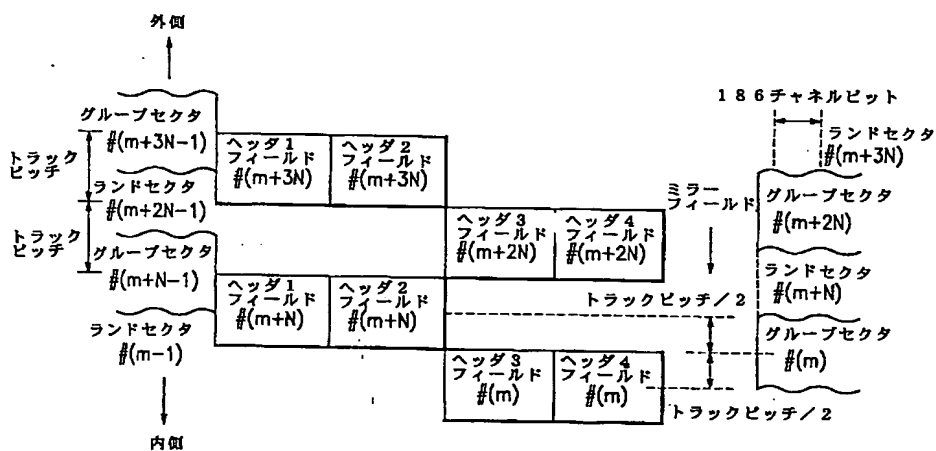 外側
グループセクタ
#(m+3N-1)
トラック
ピッチ
ランドセクタ
#(m+2N-1)
トラック
ピッチ
グループセクタ
#(m+N-1)
ランドセクタ
#(m-1)
内側
ヘッダ1
フィールド
#(m+3N)
ヘッダ2
フィールド
#(m+3N)
ヘッダ3
フィールド
#(m+2N)
ヘッダ4
フィールド
#(m+2N)
ヘッダ1
フィールド
#(m+N)
ヘッダ2
フィールド
#(m+N)
ヘッダ3
フィールド
#(m)
ヘッダ4
フィールド
#(m)
ミラー
フィールド
トラックピッチ/2
トラックピッチ/2
186チャネルビット
ランドセクタ
#(m+3N)
グループセクタ
#(m+2N)
ランドセクタ
#(m+N)
グループセクタ
#(m)